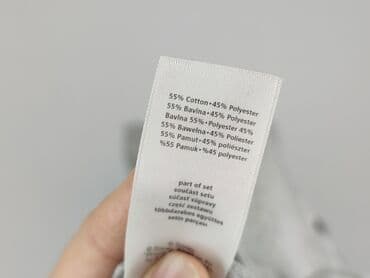 55% Cotton • 45% Polyester
55% Bavlna • 45% Polyester
Bavlna 55% • Polyester 45%
55% Bawełna • 45% Poliester
55% Pamut • 45% poliészter
%55 Pamuk • %45 polyester
part of set
součást setu
súčasť súpravy
część zestawu
többdarabos együttes
setin parçası